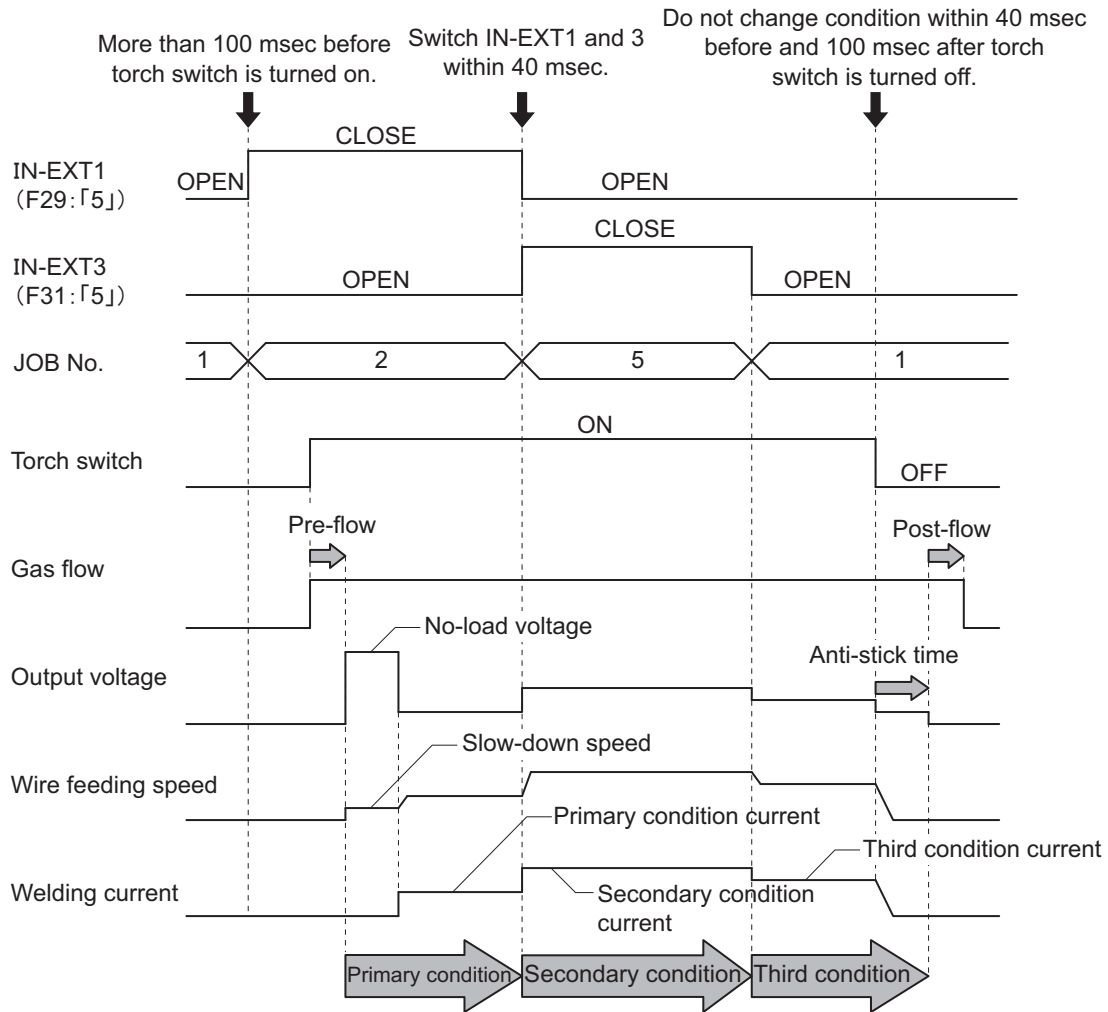 More than 100 msec before
torch switch is turned on.
Switch IN-EXT1 and 3
within 40 msec.
Do not change condition within 40 msec
before and 100 msec after torch
switch is turned off.
IN-EXT1
（F29：「5」）
OPEN
CLOSE
OPEN
IN-EXT3
（F31：「5」）
OPEN
CLOSE
OPEN
JOB No.
1
2
5
1
Torch switch
ON
OFF
Gas flow
Pre-flow
Post-flow
Output voltage
No-load voltage
Anti-stick time
Wire feeding speed
Slow-down speed
Welding current
Primary condition current
Secondary condition
current
Third condition current
Primary condition
Secondary condition
Third condition